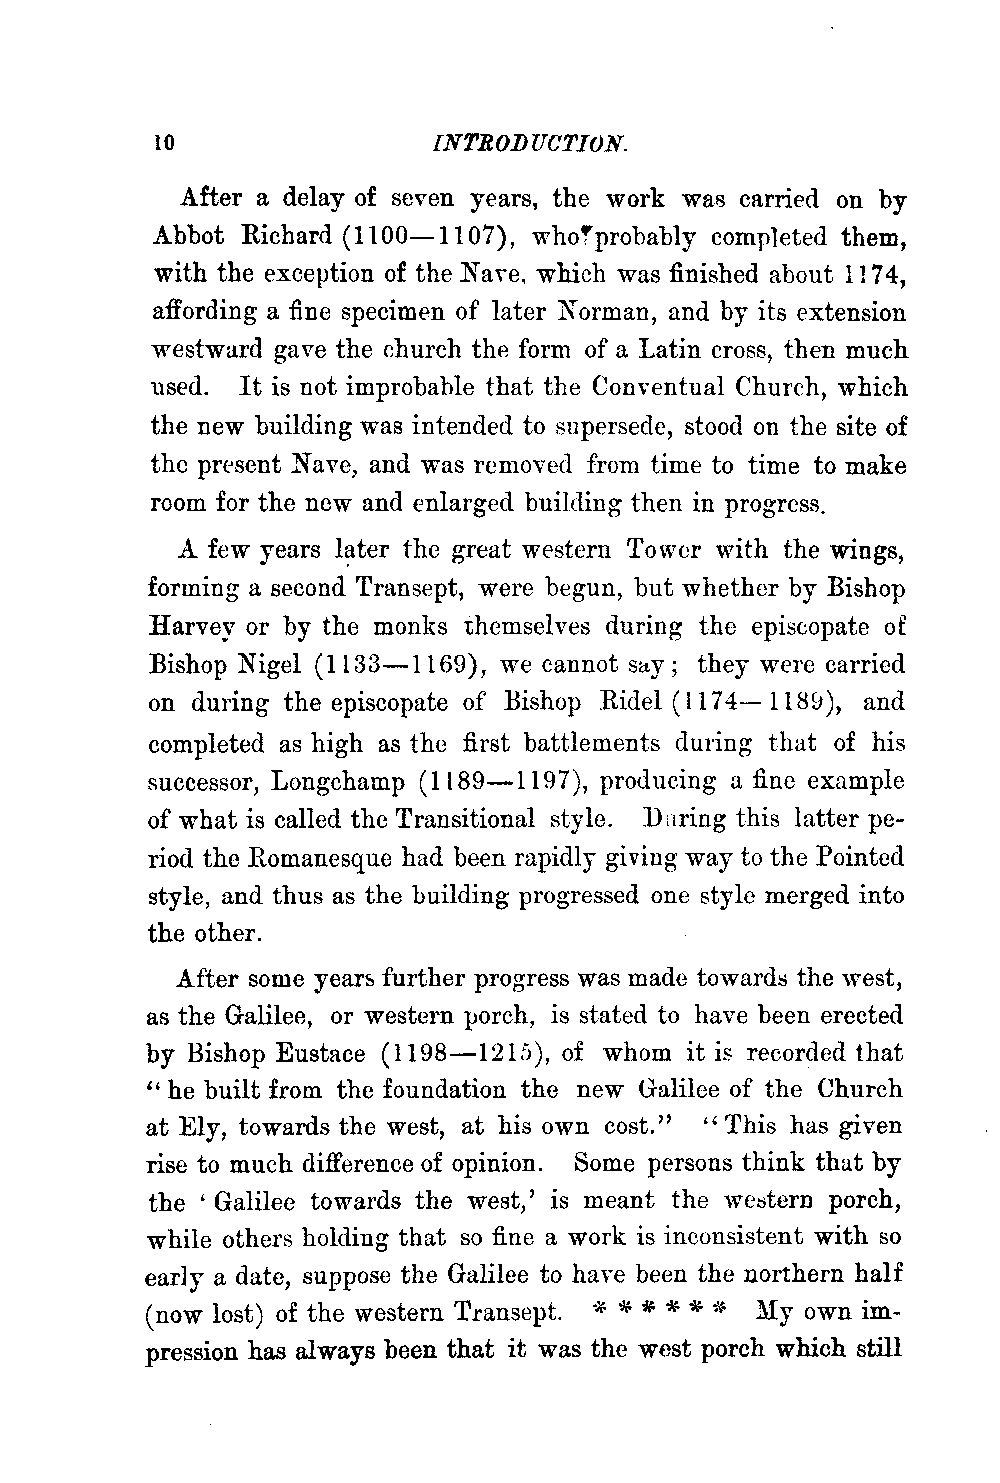 10 INTRODUCTION.
After a delay of seven years, the work was carried on by
Abbot Richard (1100—1107), who probably completed them,
with the exception of the Nave, which was finished about 1174,
affording a fine specimen of later Norman, and by its extension
westward gave the church the form of a Latin cross, then much
used. It is not improbable that the Conventual Church, which
the new building was intended to supersede, stood on the site of
the present Nave, and was removed from time to time to make
room for the new and enlarged building then in progress.
A few years later the great western Tower with the wings,
forming a second Transept, were begun, but whether by Bishop
Harvey or by the monks themselves during the episcopate of
Bishop Nigel (1133—1169), we cannot say; they were carried
on during the episcopate of Bishop Ridel (1174—1189), and
completed as high as the first battlements during that of his
successor, Longchamp (1189—1197), producing a fine example
of what is called the Transitional style. During this latter pe-
riod the Romanesque had been rapidly giving way to the Pointed
style, and thus as the building progressed one style merged into
the other.
After some years further progress was made towards the west,
as the Galilee, or western porch, is stated to have been erected
by Bishop Eustace (1198—1215), of whom it is recorded that
"he built from the foundation the new Galilee of the Church
at Ely, towards the west, at his own cost." "This has given
rise to much difference of opinion. Some persons think that by
the 'Galilee towards the west,' is meant the western porch,
while others holding that so fine a work is inconsistent with so
early a date, suppose the Galilee to have been the northern half
(now lost) of the western Transept. * * * * * * My own im-
pression has always been that it was the west porch which still